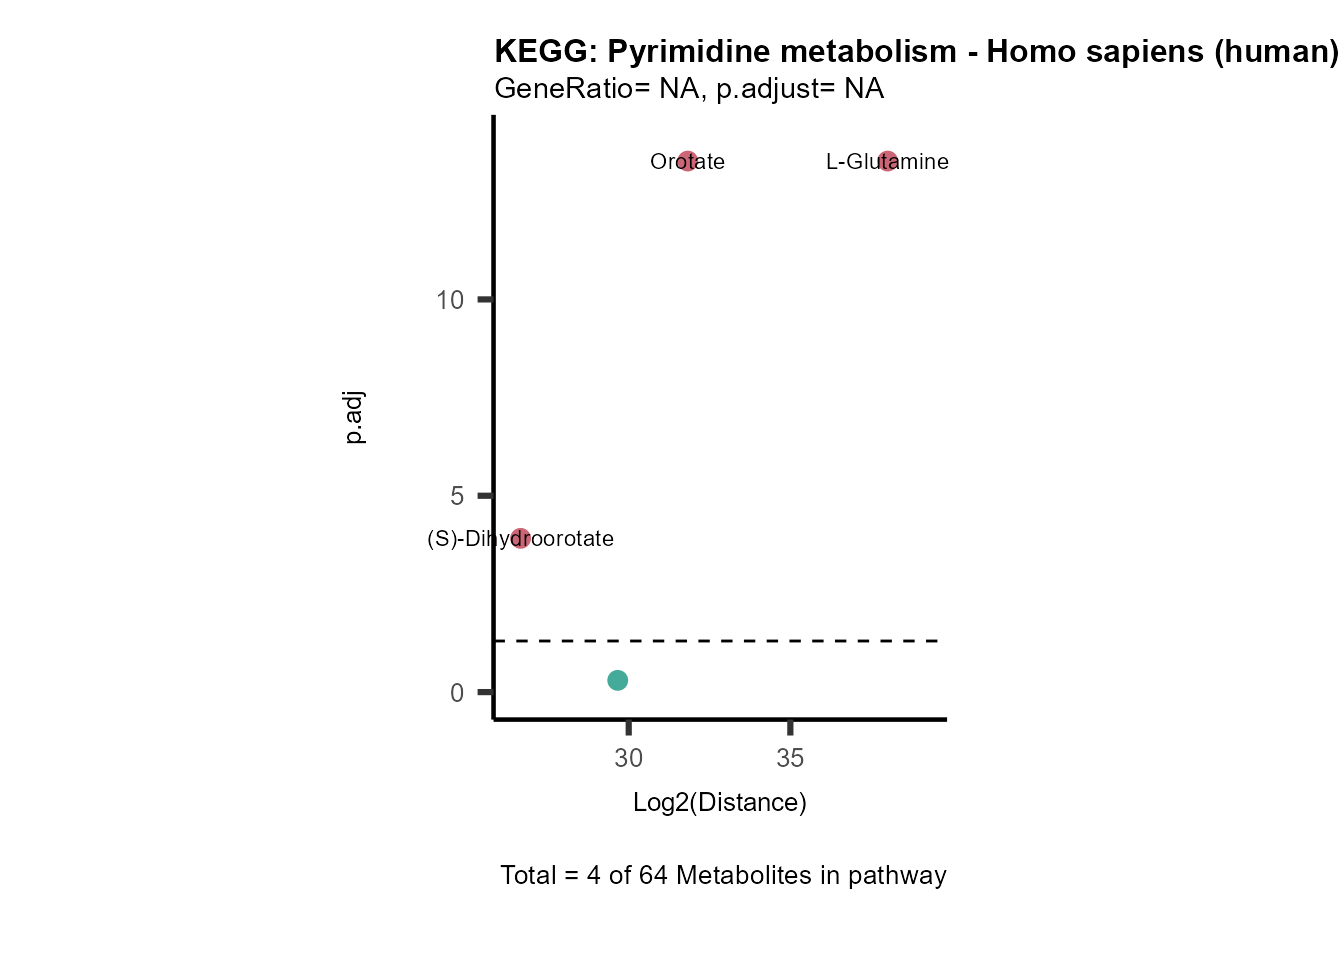 KEGG: Pyrimidine metabolism - Homo sapiens (human)
GeneRatio= NA, p.adjust= NA
Orotate
L-Glutamine
10
p.adj
5
(S)-Dihydroorotate
0
30
35
Log2(Distance)
Total = 4 of 64 Metabolites in pathway